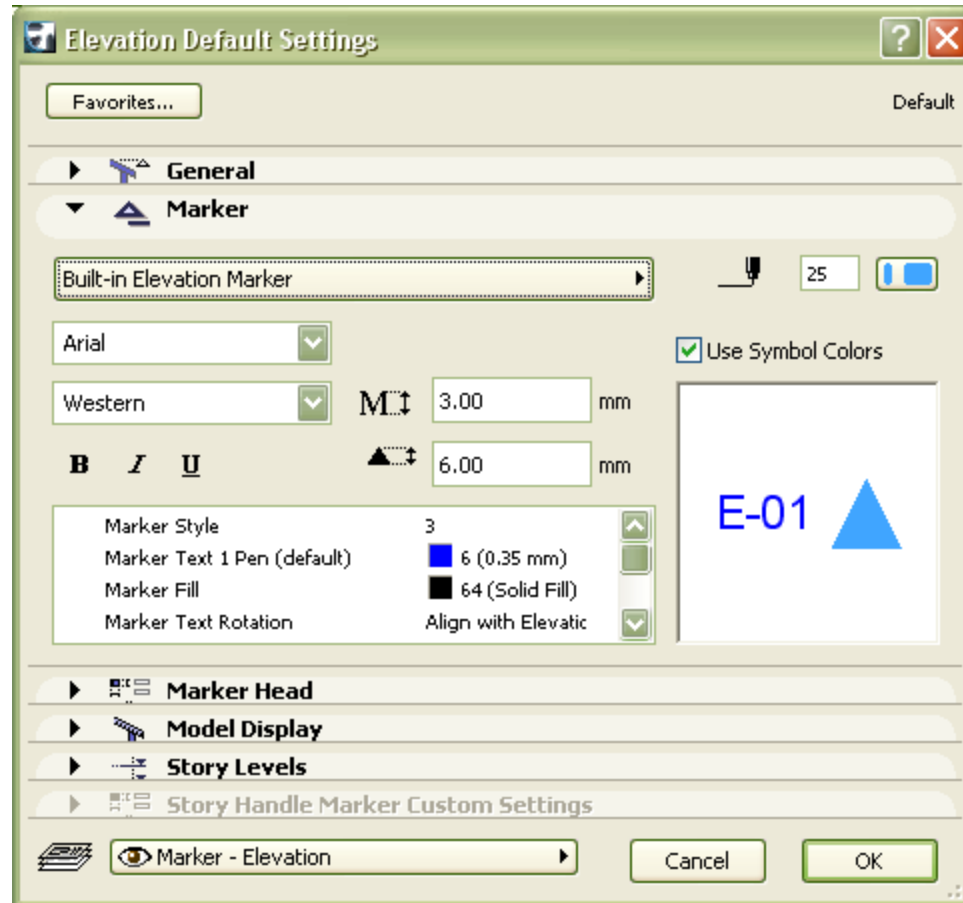 Elevation Default Settings
Favorites... Default
General
Marker
Built-in Elevation Marker 25
Arial
Use Symbol Colors
Western M 3.00 mm
B I U 6.00 mm
E-01
Marker Style 3
Marker Text 1 Pen (default) 6 (0.35 mm)
Marker Fill 64 (Solid Fill)
Marker Text Rotation Align with Elevatic
Marker Head
Model Display
Story Levels
Story Handle Marker Custom Settings
Marker - Elevation Cancel OK